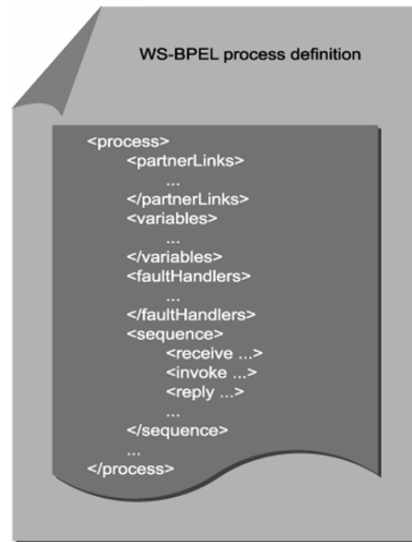 WS-BPEL process definition
<process>
<partnerLinks>
...
</partnerLinks>
<variables>
...
</variables>
<faultHandlers>
...
</faultHandlers>
<sequence>
<receive ...>
<invoke ...>
<reply ...>
...
</sequence>
...
</process>